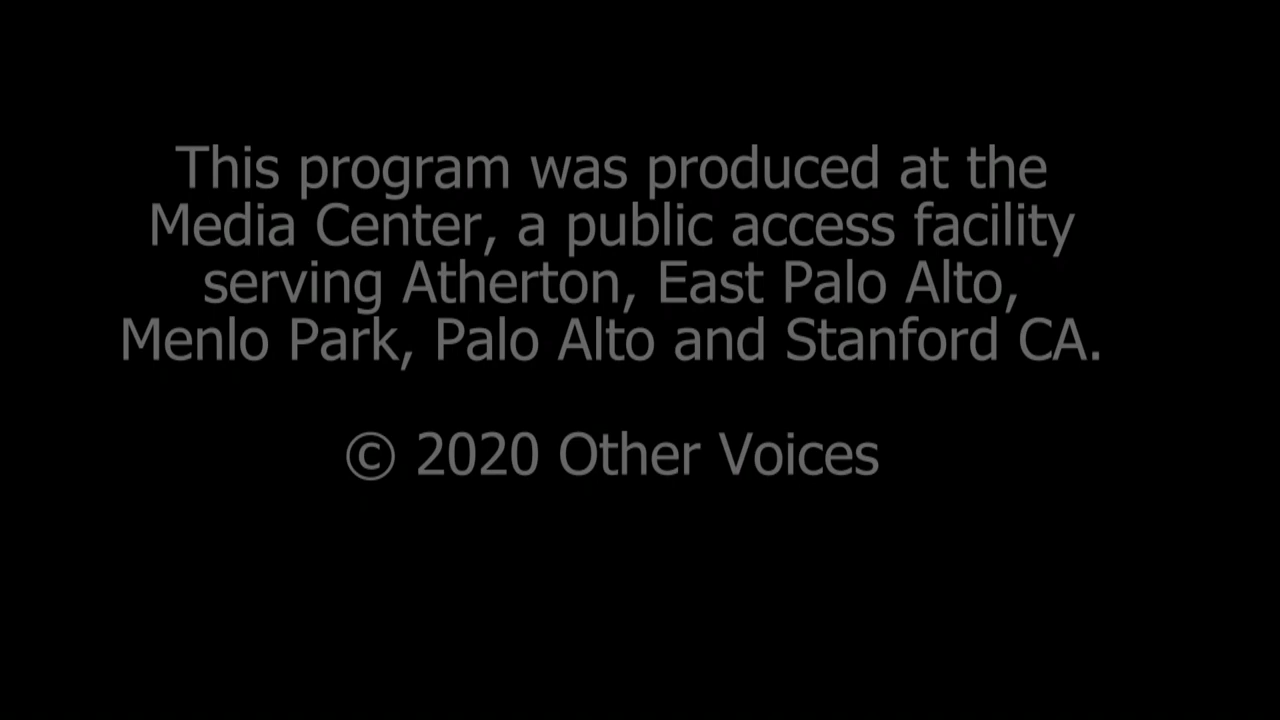 This program was produced at the
Media Center, a public access facility
serving Atherton, East Palo Alto,
Menlo Park, Palo Alto and Stanford CA.
© 2020 Other Voices